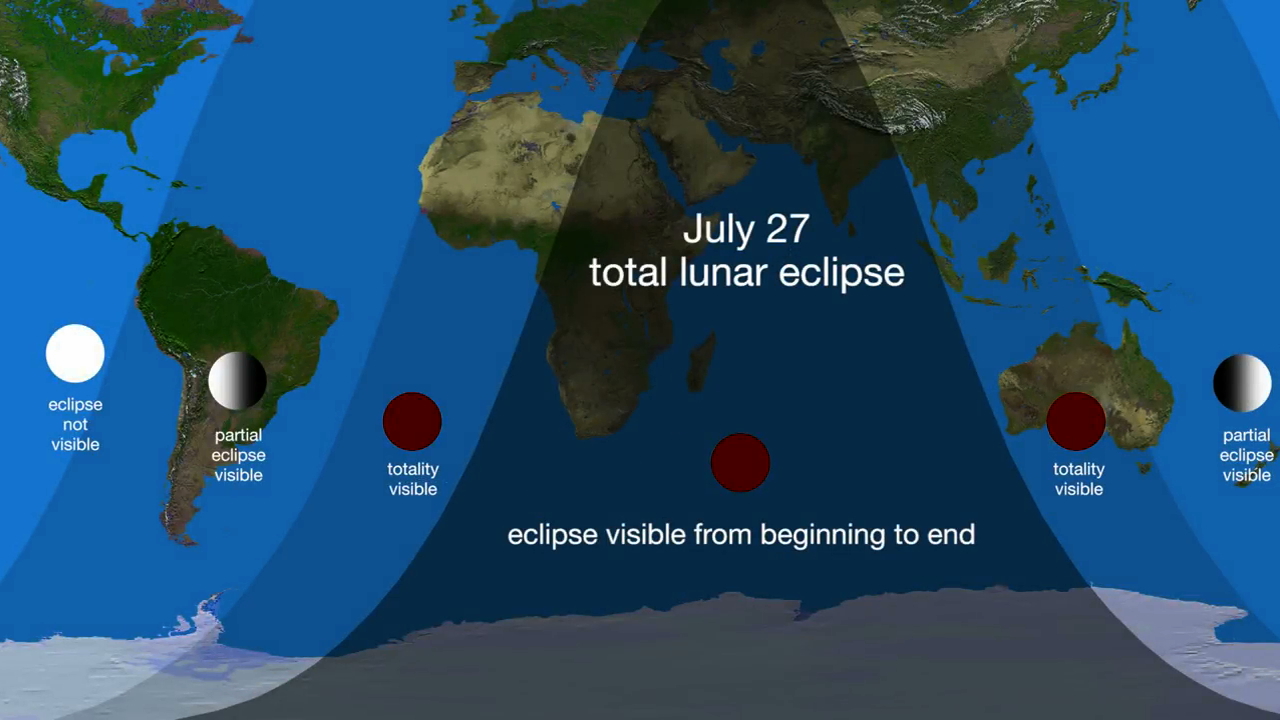 July 27
total lunar eclipse
eclipse
not
visible
partial
eclipse
visible
totality
visible
totality
visible
partial
eclipse
visible
eclipse visible from beginning to end